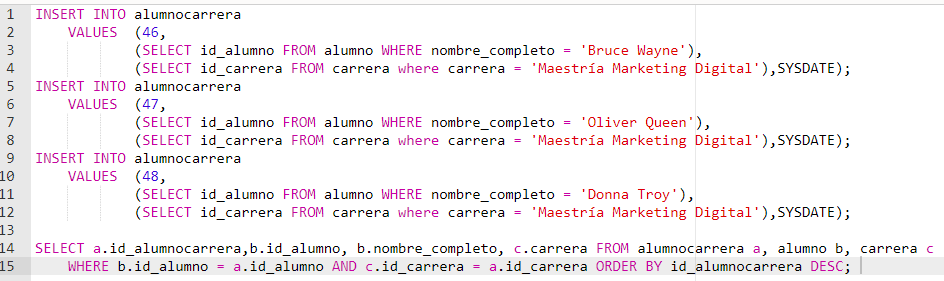 1 INSERT INTO alumnocarrera
2 VALUES (46,
3 (SELECT id_alumno FROM alumno WHERE nombre_completo = 'Bruce Wayne'),
4 (SELECT id_carrera FROM carrera where carrera = 'Maestría Marketing Digital'),SYSDATE);
5 INSERT INTO alumnocarrera
6 VALUES (47,
7 (SELECT id_alumno FROM alumno WHERE nombre_completo = 'Oliver Queen'),
8 (SELECT id_carrera FROM carrera where carrera = 'Maestría Marketing Digital'),SYSDATE);
9 INSERT INTO alumnocarrera
10 VALUES (48,
11 (SELECT id_alumno FROM alumno WHERE nombre_completo = 'Donna Troy'),
12 (SELECT id_carrera FROM carrera where carrera = 'Maestría Marketing Digital'),SYSDATE);
13
14 SELECT a.id_alumnocarrera,b.id_alumno, b.nombre_completo, c.carrera FROM alumnocarrera a, alumno b, carrera c
15 WHERE b.id_alumno = a.id_alumno AND c.id_carrera = a.id_carrera ORDER BY id_alumnocarrera DESC;